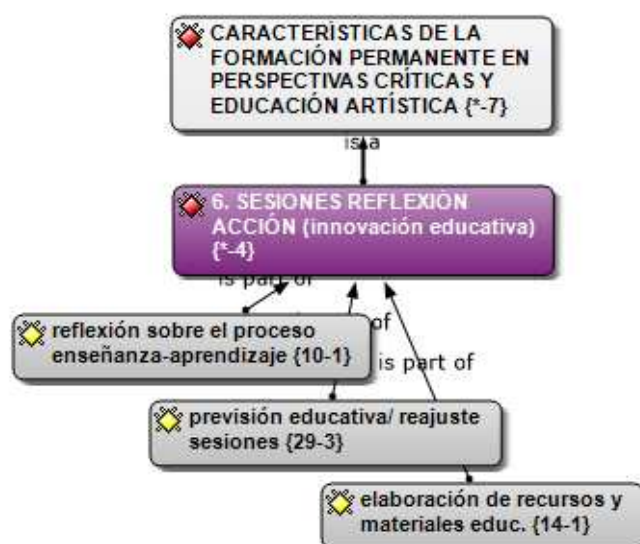 CARACTERÍSTICAS DE LA
FORMACIÓN PERMANENTE EN
PERSPECTIVAS CRÍTICAS Y
EDUCACIÓN ARTÍSTICA {*-7}
is a
6. SESIONES REFLEXIÓN
ACCIÓN (innovación educativa)
{*-4}
is part of
reflexión sobre el proceso
enseñanza-aprendizaje {10-1}
of
is part of
previsión educativa/ reajuste
sesiones {29-3}
elaboración de recursos y
materiales educ. {14-1}